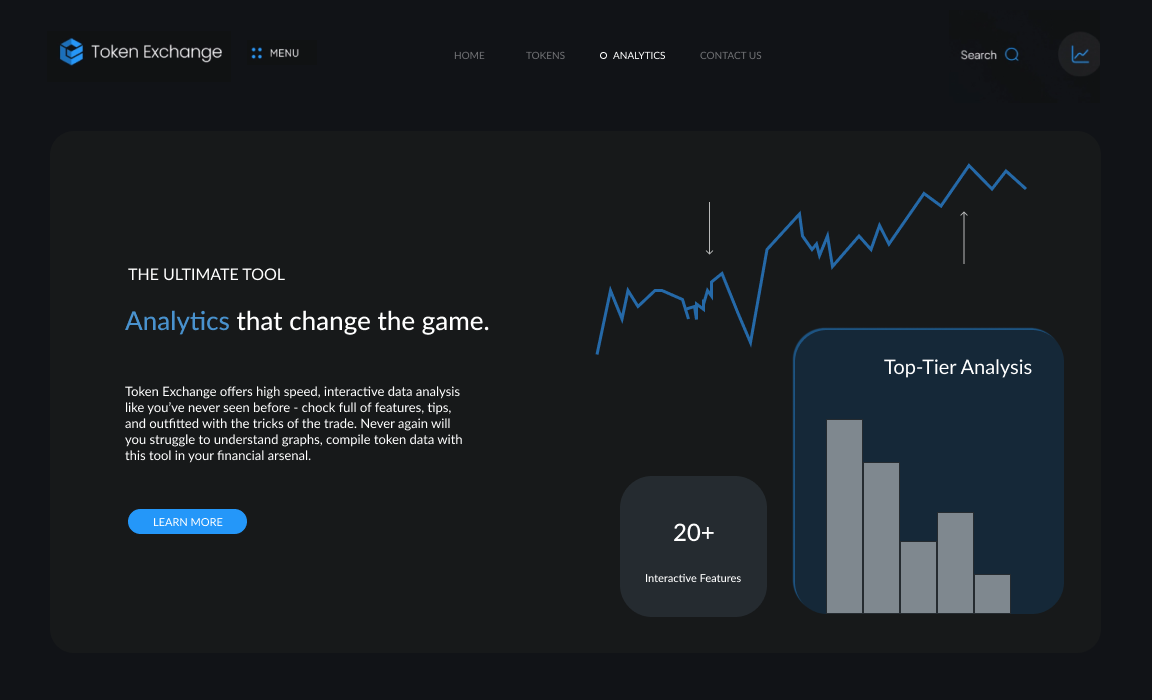 Token Exchange
MENU
HOME
TOKENS
ANALYTICS
CONTACT US
Search
THE ULTIMATE TOOL
Analytics that change the game.
Token Exchange offers high speed, interactive data analysis
like you've never seen before - chock full of features, tips,
and outfitted with the tricks of the trade. Never again will
you struggle to understand graphs, compile token data with
this tool in your financial arsenal.
LEARN MORE
Top-Tier Analysis
20+
Interactive Features